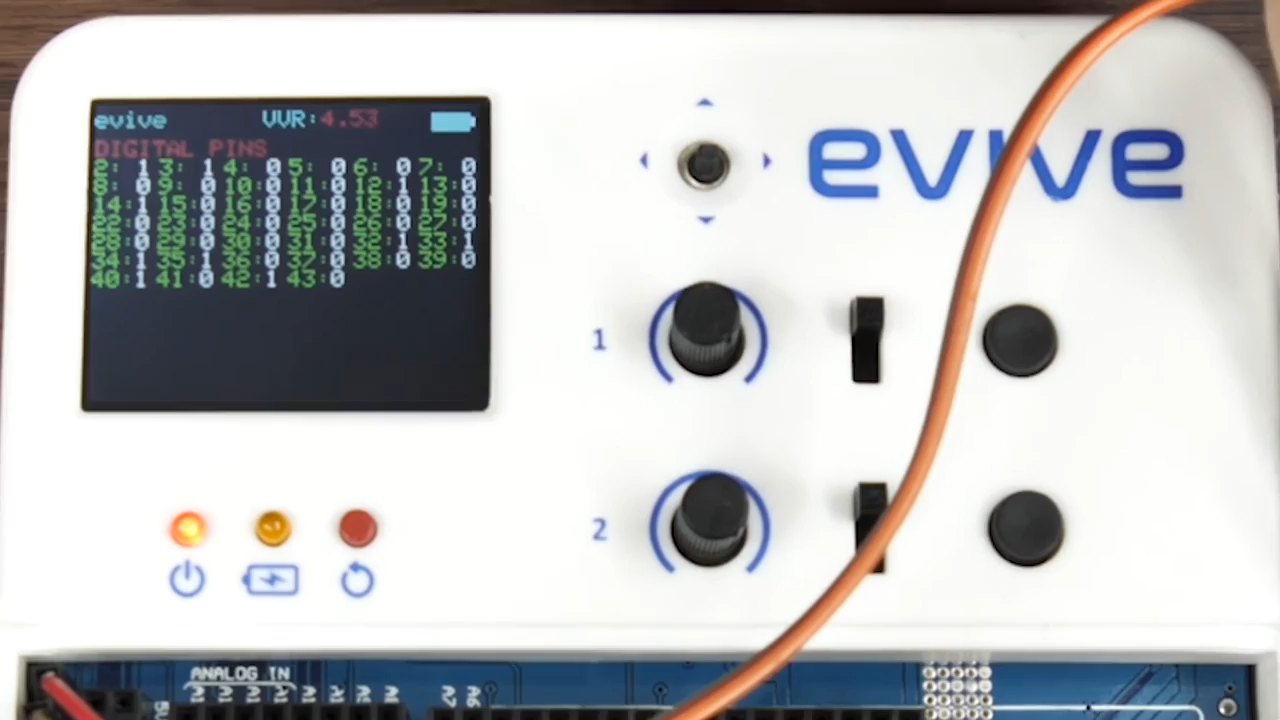 evive VVR:4.53
DIGITAL PINS
2: 1 3: 1 4: 0 5: 0 6: 0 7: 0
8: 0 9: 0 10:0 11:0 12:1 13:0
14:1 15:0 16:0 17:0 18:0 19:0
22:0 23:0 24:0 25:0 26:0 27:0
28:0 29:0 30:0 31:0 32:1 33:1
34:1 35:1 36:0 37:0 38:0 39:0
40:1 41:0 42:1 43:0
evive
1
2
ANALOG IN
A7